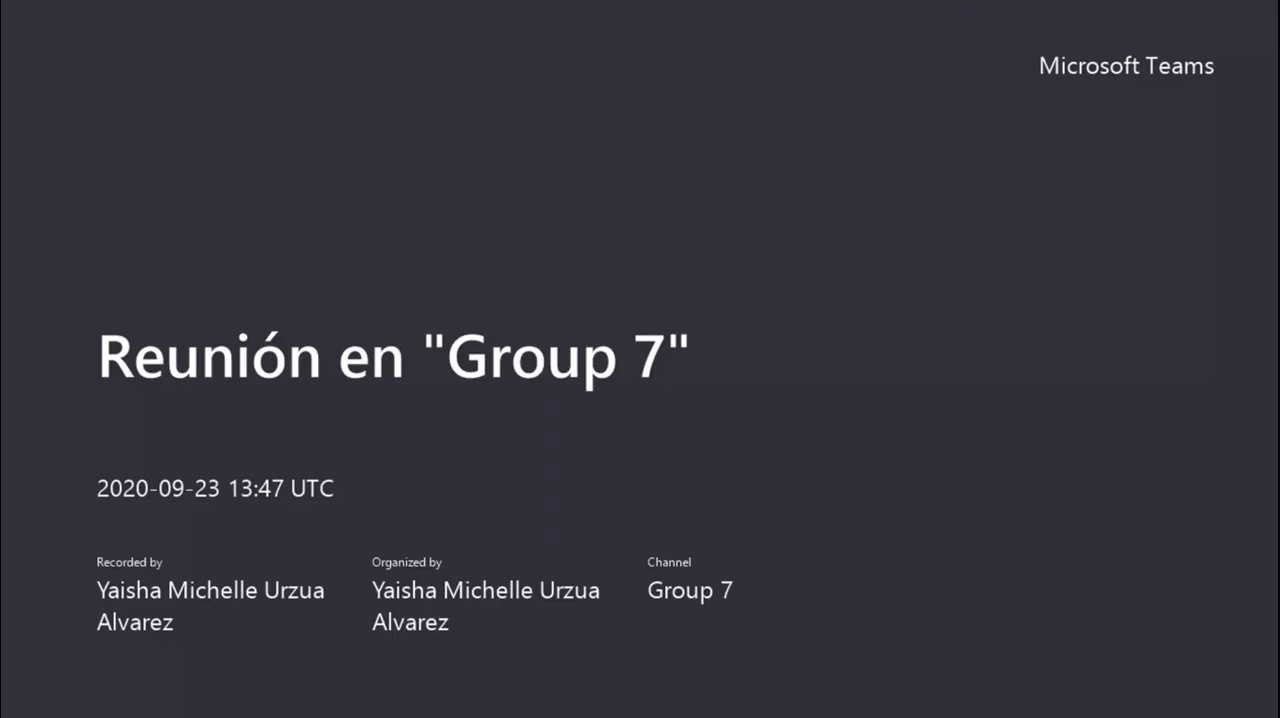 Microsoft Teams
Reunión en "Group 7"
2020-09-23 13:47 UTC
Recorded by
Yaisha Michelle Urzua
Alvarez
Organized by
Yaisha Michelle Urzua
Alvarez
Channel
Group 7